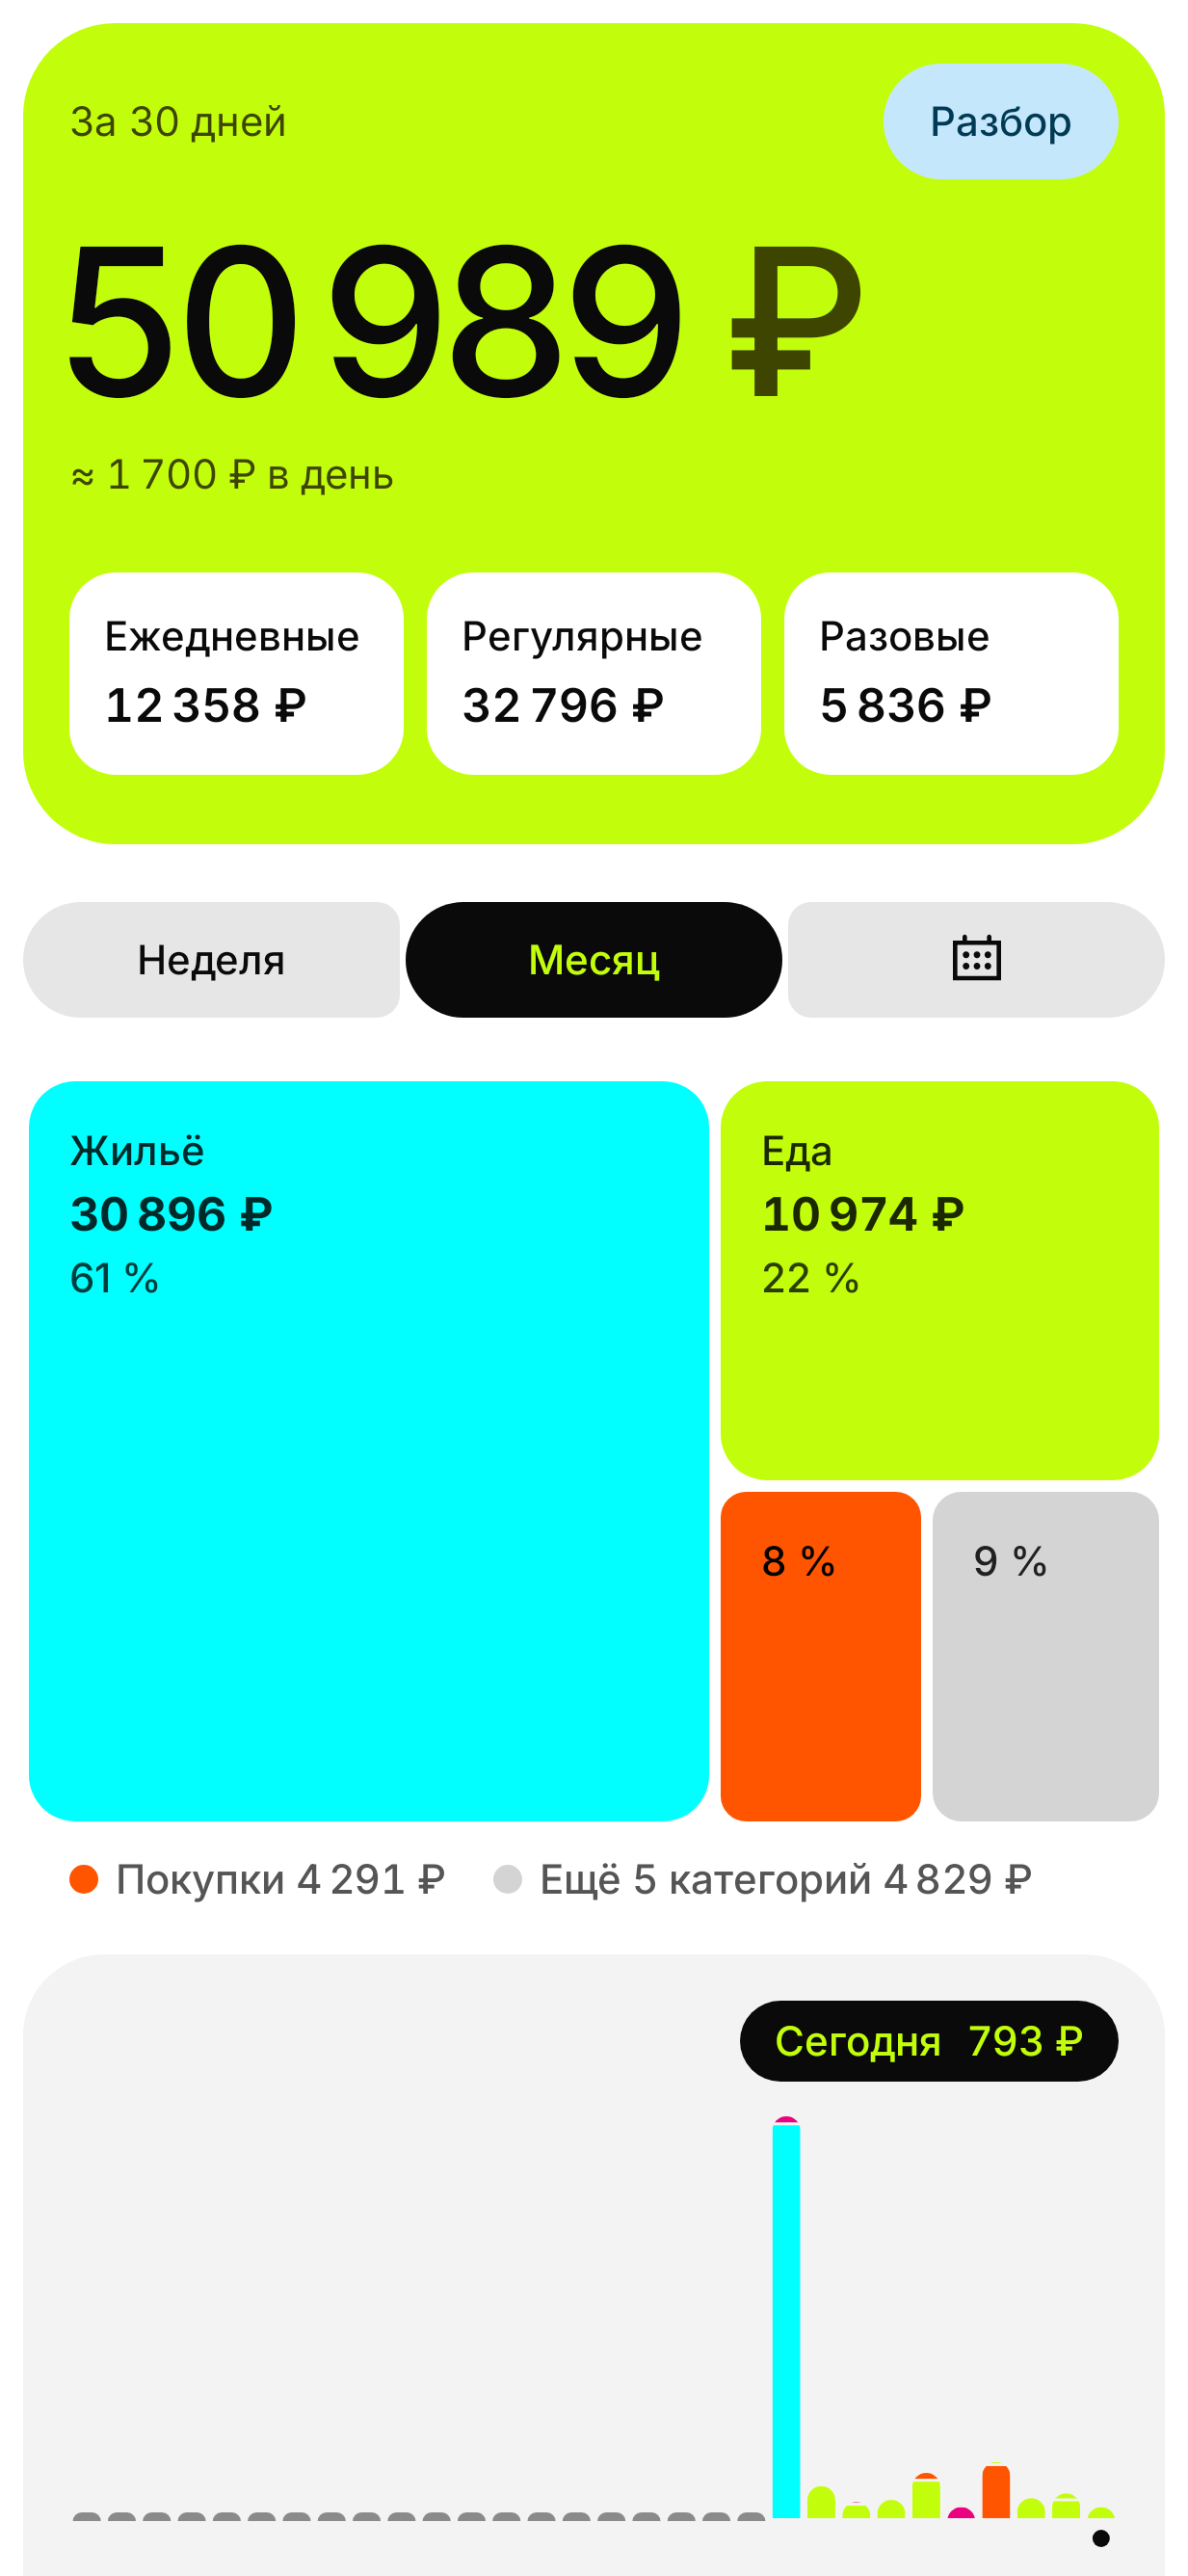 За 30 дней
Разбор
50 989 ₽
≈ 1 700 ₽ в день
Ежедневные
12 358 ₽
Регулярные
32 796 ₽
Разовые
5 836 ₽
Неделя
Месяц
Жильё
30 896 ₽
61 %
Еда
10 974 ₽
22 %
8 %
9 %
Покупки 4 291 ₽
Ещё 5 категорий 4 829 ₽
Сегодня 793 ₽